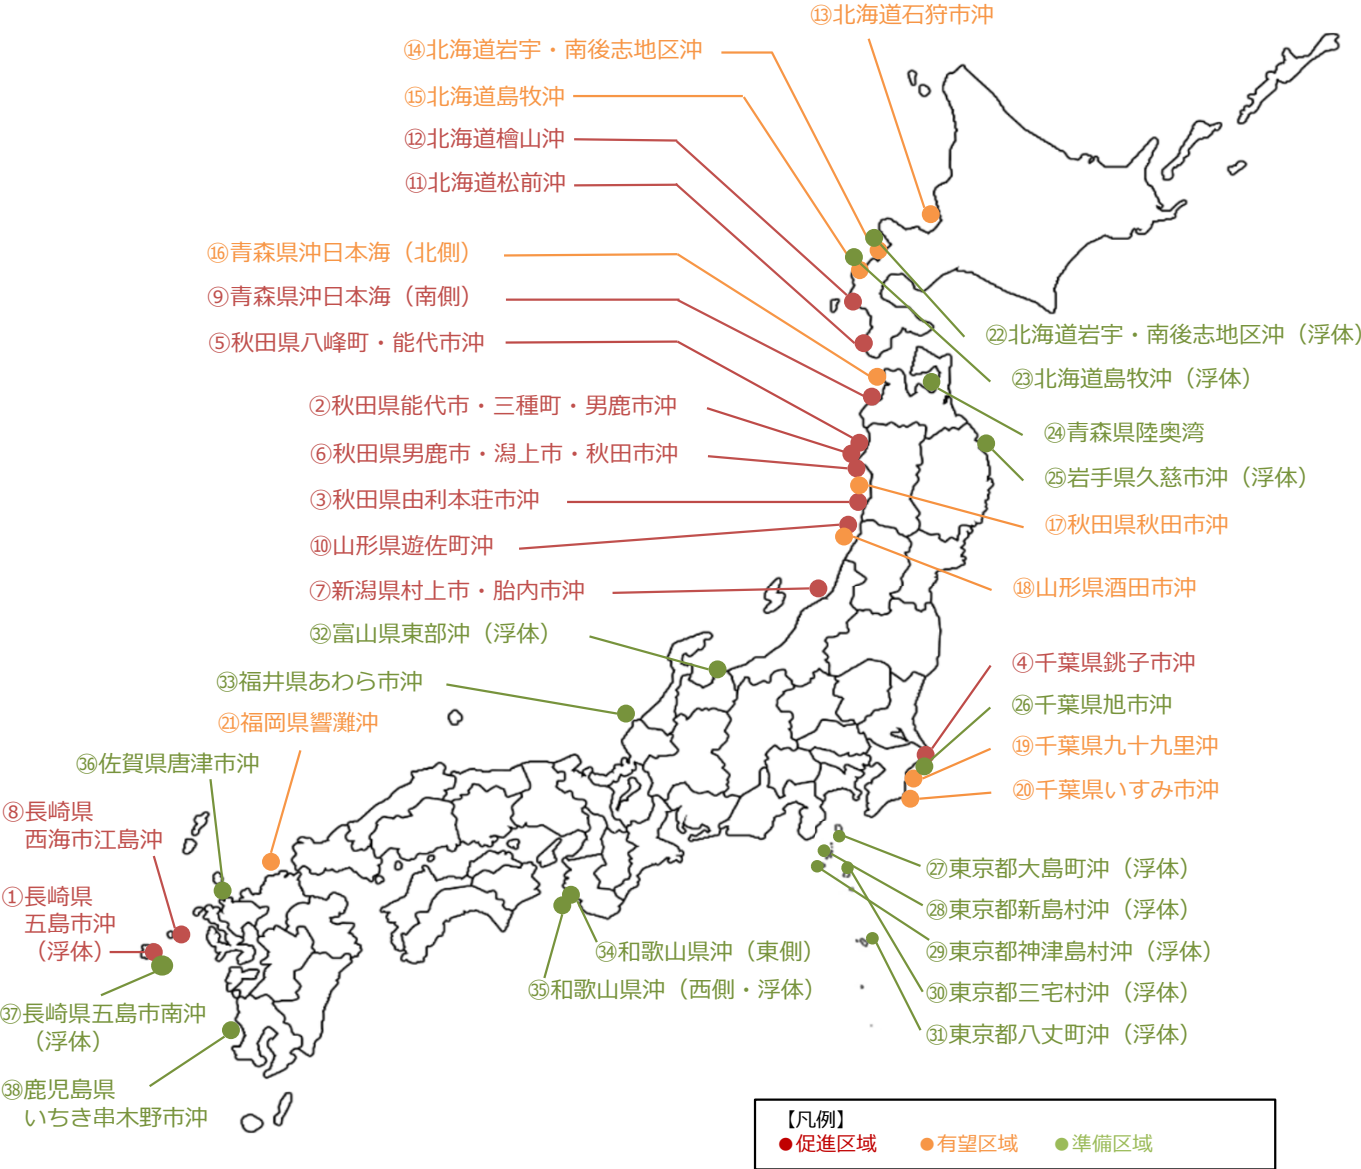 ⑬北海道石狩市沖
⑭北海道岩宇・南後志地区沖
⑮北海道島牧沖
⑫北海道檜山沖
⑪北海道松前沖
⑯青森県沖日本海（北側）
⑨青森県沖日本海（南側）
⑤秋田県八峰町・能代市沖
②秋田県能代市・三種町・男鹿市沖
⑥秋田県男鹿市・潟上市・秋田市沖
③秋田県由利本荘市沖
⑩山形県遊佐町沖
⑦新潟県村上市・胎内市沖
㉜富山県東部沖（浮体）
㉝福井県あわら市沖
㉑福岡県響灘沖
㊱佐賀県唐津市沖
⑧長崎県
西海市江島沖
①長崎県
五島市沖
（浮体）
㊲長崎県五島市南沖
（浮体）
㊳鹿児島県
いちき串木野市沖
㉒北海道岩宇・南後志地区沖（浮体）
㉓北海道島牧沖（浮体）
㉔青森県陸奥湾
㉕岩手県久慈市沖（浮体）
⑰秋田県秋田市沖
⑱山形県酒田市沖
④千葉県銚子市沖
㉖千葉県旭市沖
⑲千葉県九十九里沖
⑳千葉県いすみ市沖
㉗東京都大島町沖（浮体）
㉘東京都新島村沖（浮体）
㉙東京都神津島村沖（浮体）
㉚東京都三宅村沖（浮体）
㉛東京都八丈町沖（浮体）
㉞和歌山県沖（東側）
㉟和歌山県沖（西側・浮体）
【凡例】
●促進区域 ●有望区域 ●準備区域